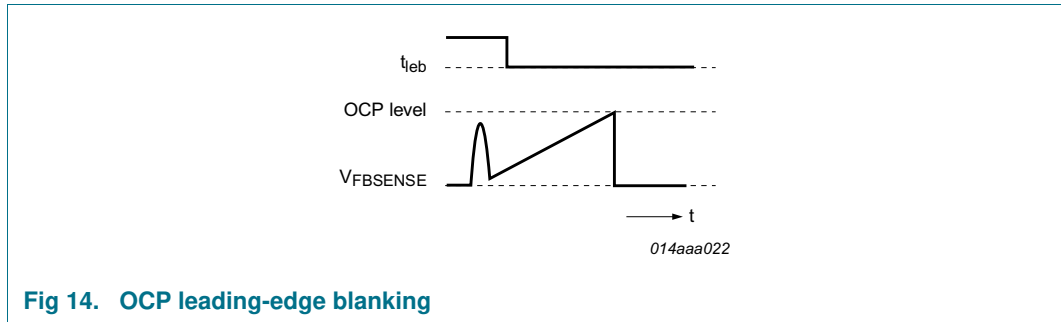 tleb
OCP level
VFBSENSE
t
014aaa022
Fig 14. OCP leading-edge blanking